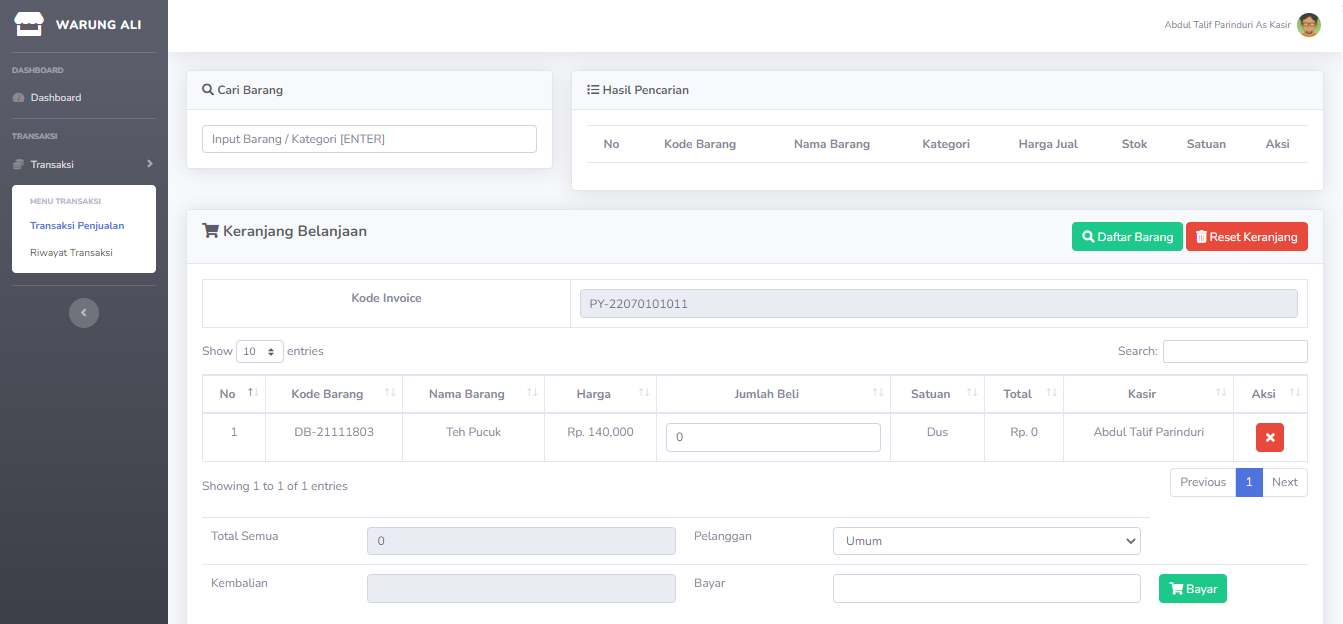 WARUNG ALI
Abdul Talif Parinduri As Kasir
DASHBOARD
Dashboard
TRANSAKSI
Transaksi
MENU TRANSAKSI
Transaksi Penjualan
Riwayat Transaksi
Cari Barang
Input Barang / Kategori [ENTER]
Hasil Pencarian
No Kode Barang Nama Barang Kategori Harga Jual Stok Satuan Aksi
Keranjang Belanjaan
Daftar Barang Reset Keranjang
Kode Invoice PY-22070101011
Show 10 entries Search:
No Kode Barang Nama Barang Harga Jumlah Beli Satuan Total Kasir Aksi
1 DB-21111803 Teh Pucuk Rp. 140,000 0 Dus Rp. 0 Abdul Talif Parinduri
Showing 1 to 1 of 1 entries Previous 1 Next
Total Semua 0 Pelanggan Umum
Kembalian Bayar Bayar